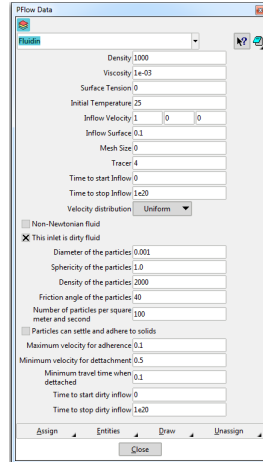 PFlow Data
Fluidin
Density 1000
Viscosity 1e-03
Surface Tension 0
Initial Temperature 25
Inflow Velocity 1 0 0
Inflow Surface 0.1
Mesh Size 0
Tracer 4
Time to start Inflow 0
Time to stop Inflow 1e20
Velocity distribution Uniform
Non-Newtonian fluid
This inlet is dirty fluid
Diameter of the particles 0.001
Sphericity of the particles 1.0
Density of the particles 2000
Friction angle of the particles 40
Number of particles per square
meter and second 100
Particles can settle and adhere to solids
Maximum velocity for adherence 0.1
Minimum velocity for dettachment 0.5
Minimum travel time when
dettached 0.1
Time to start dirty inflow 0
Time to stop dirty inflow 1e20
Assign Entities Draw Unassign
Close